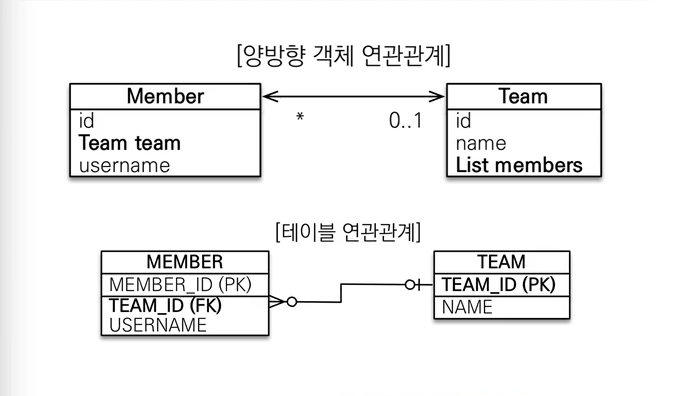 [양방향 객체 연관관계]
Member
id
Team team
username
* 0..1
Team
id
name
List members
[테이블 연관관계]
MEMBER
MEMBER_ID (PK)
TEAM_ID (FK)
USERNAME
TEAM
TEAM_ID (PK)
NAME